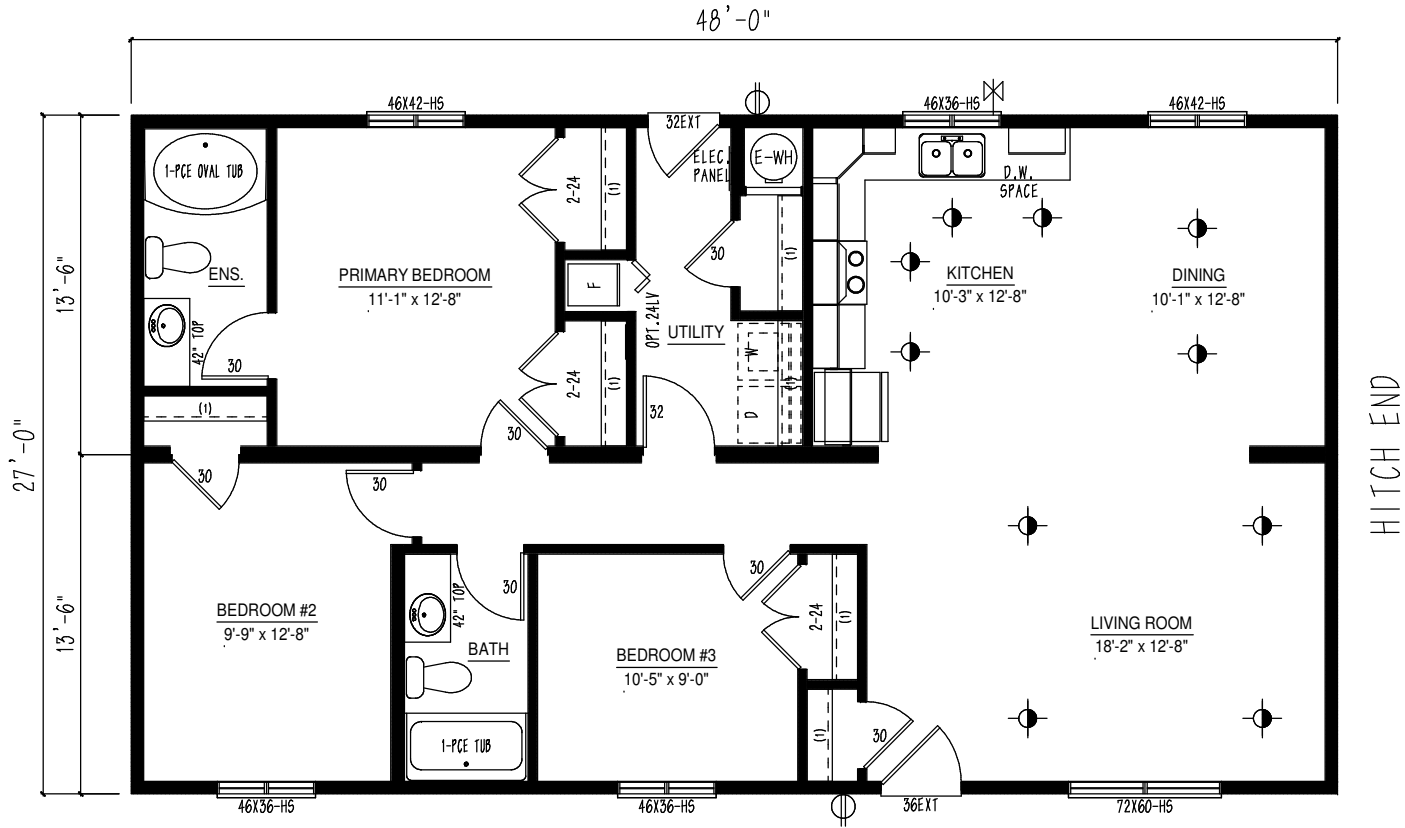 48'-0"
46X42-HS
46X36-HS
46X42-HS
32EXT
1-PCE OVAL TUB
ELEC. PANEL
E-WH
D.W. SPACE
2-24
(1)
30
(1)
ENS.
PRIMARY BEDROOM
11'-1" x 12'-8"
F
KITCHEN
10'-3" x 12'-8"
DINING
10'-1" x 12'-8"
13'-6"
42" TOP
30
OPT.24LV
UTILITY
W
(1)
D
2-24
(1)
(1)
32
30
27'-0"
HITCH END
30
30
13'-6"
BEDROOM #2
9'-9" x 12'-8"
42" TOP
30
BATH
30
2-24
(1)
BEDROOM #3
10'-5" x 9'-0"
LIVING ROOM
18'-2" x 12'-8"
1-PCE TUB
(1)
30
46X36-HS
46X36-HS
36EXT
72X60-HS